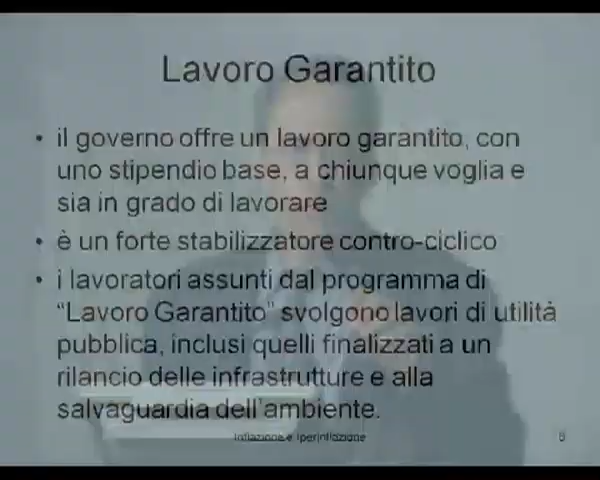 Lavoro Garantito
• il governo offre un lavoro garantito, con
uno stipendio base, a chiunque voglia e
sia in grado di lavorare
• è un forte stabilizzatore contro-ciclico
• i lavoratori assunti dal programma di
“Lavoro Garantito” svolgono lavori di utilità
pubblica, inclusi quelli finalizzati a un
rilancio delle infrastrutture e alla
salvaguardia dell'ambiente.
Inflazione e Iperinflazione